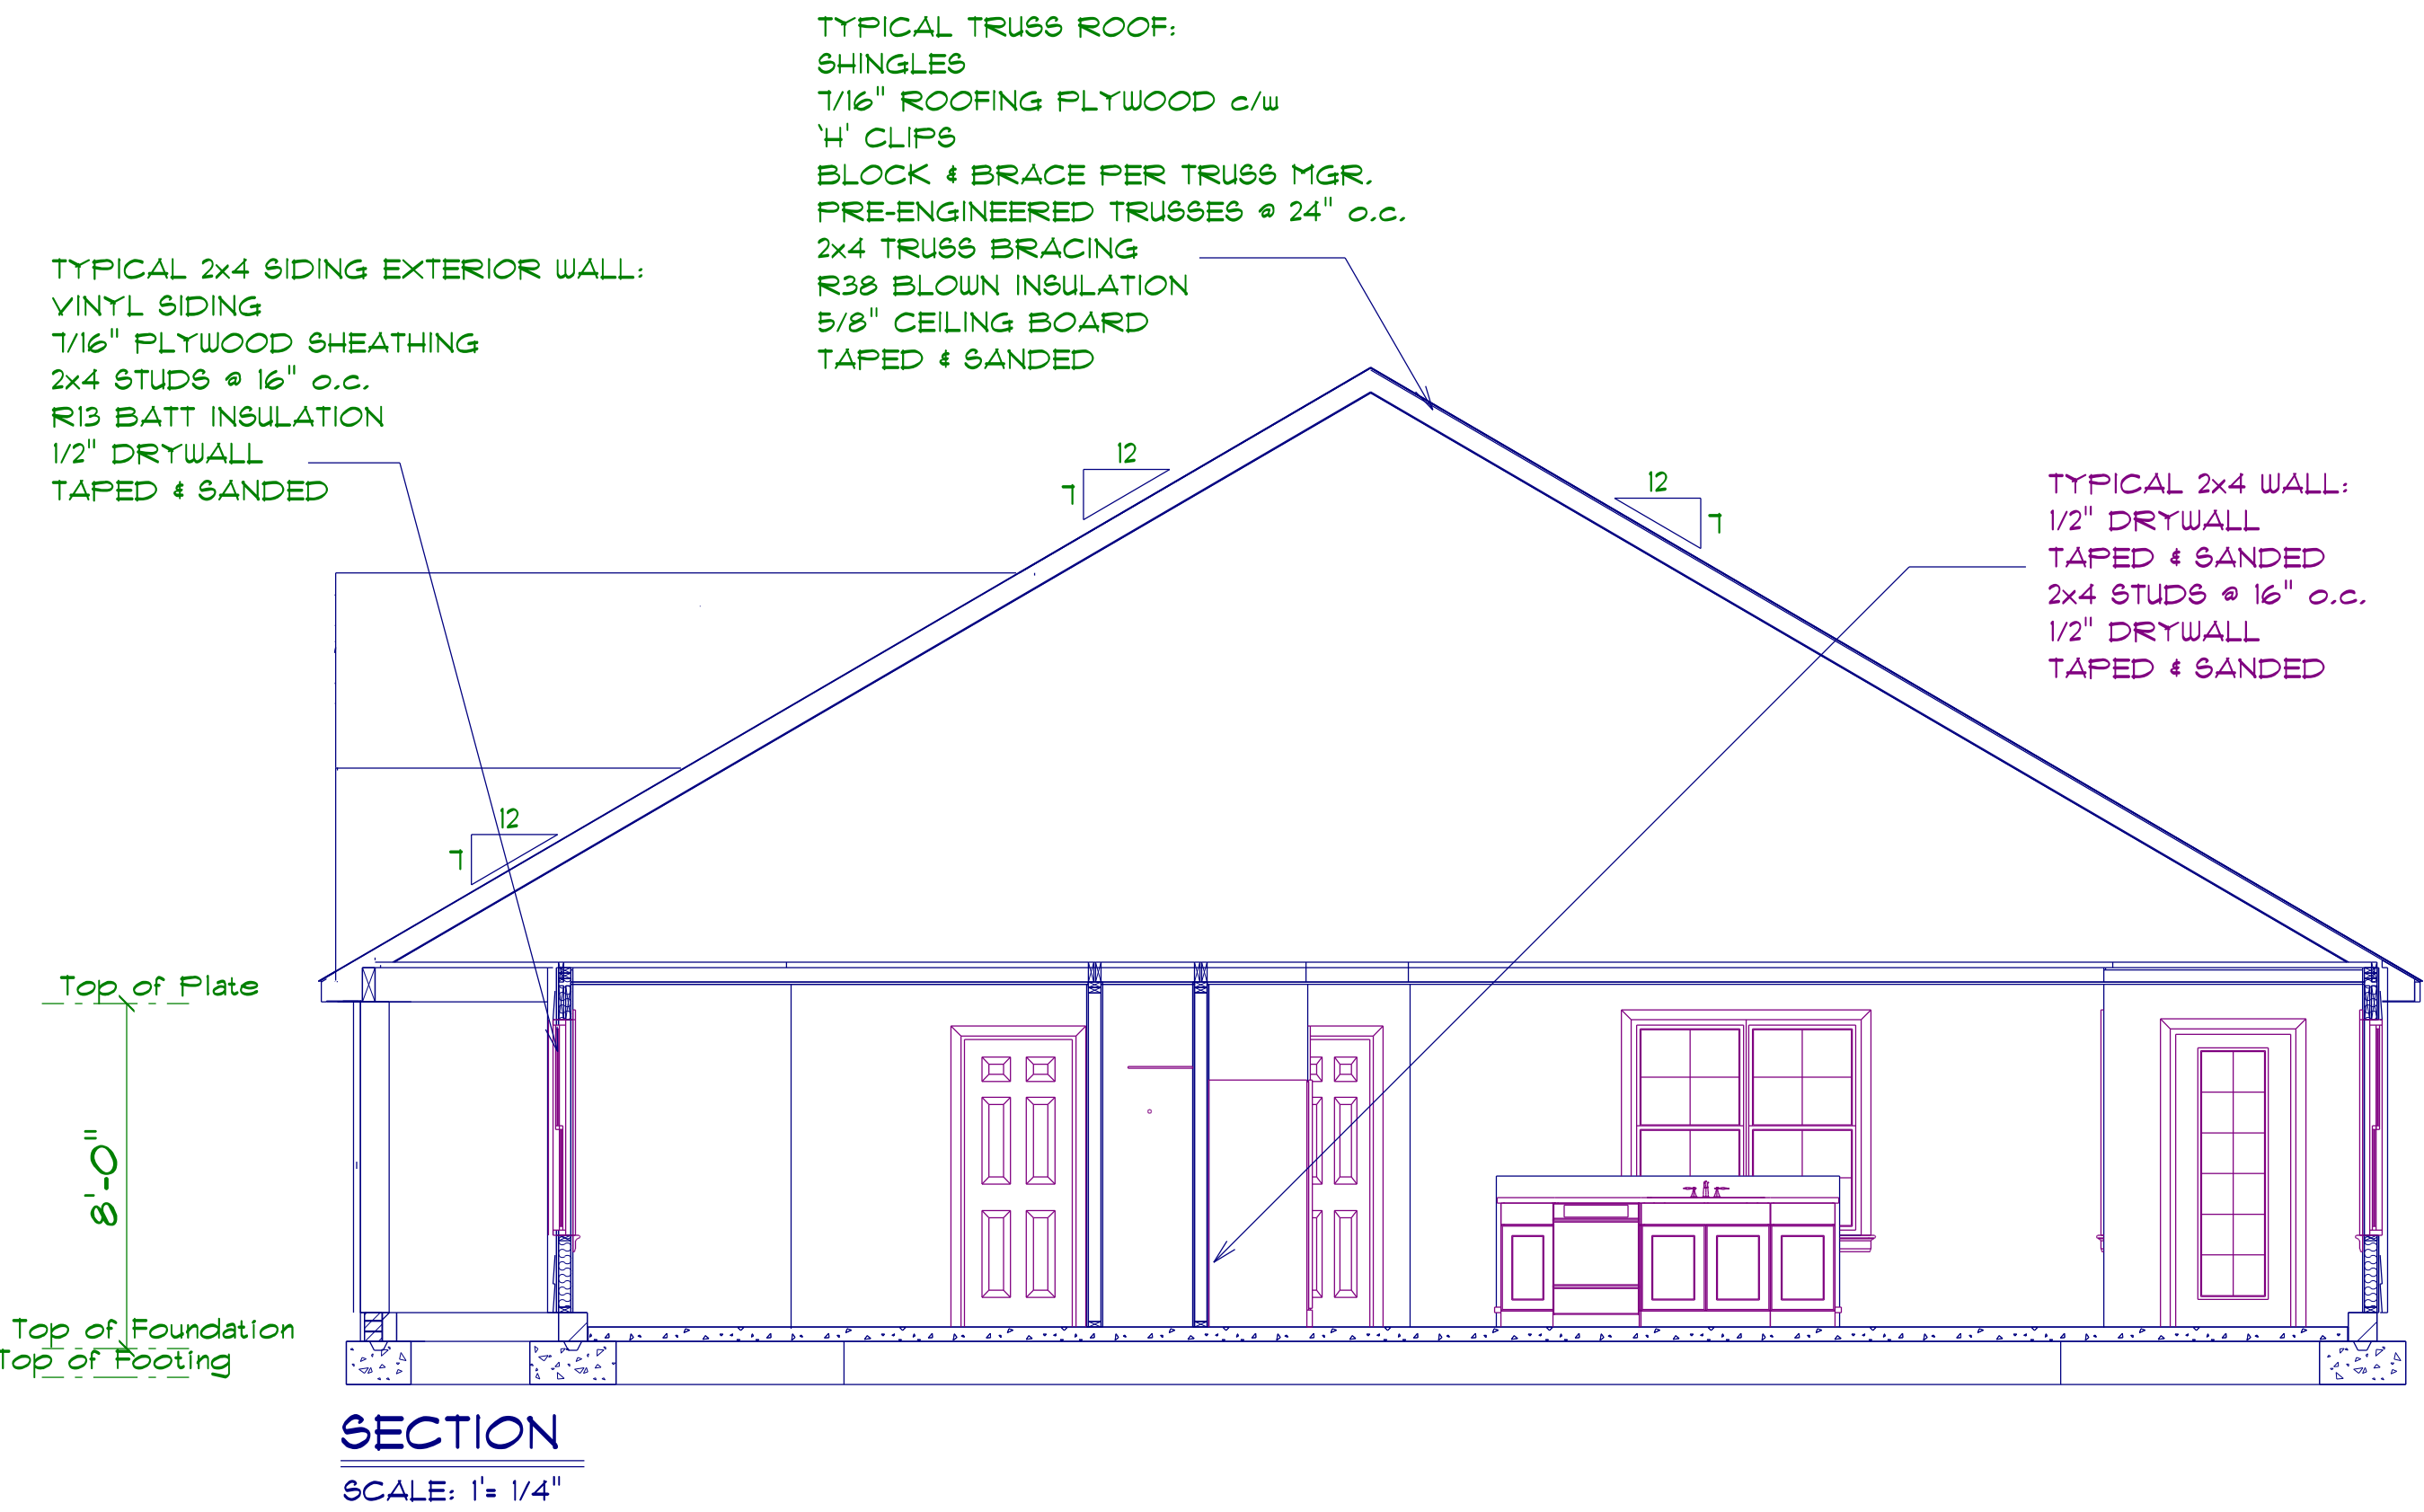 TYPICAL TRUSS ROOF:
SHINGLES
7/16" ROOFING PLYWOOD c/w
'H' CLIPS
BLOCK & BRACE PER TRUSS MGR.
PRE-ENGINEERED TRUSSES @ 24" o.c.
2x4 TRUSS BRACING
R38 BLOWN INSULATION
5/8" CEILING BOARD
TAPED & SANDED
TYPICAL 2x4 SIDING EXTERIOR WALL:
VINYL SIDING
7/16" PLYWOOD SHEATHING
2x4 STUDS @ 16" o.c.
R13 BATT INSULATION
1/2" DRYWALL
TAPED & SANDED
12
7
12
7
TYPICAL 2x4 WALL:
1/2" DRYWALL
TAPED & SANDED
2x4 STUDS @ 16" o.c.
1/2" DRYWALL
TAPED & SANDED
12
7
Top of Plate
8'-0"
Top of Foundation
Top of Footing
SECTION
SCALE: 1'= 1/4"